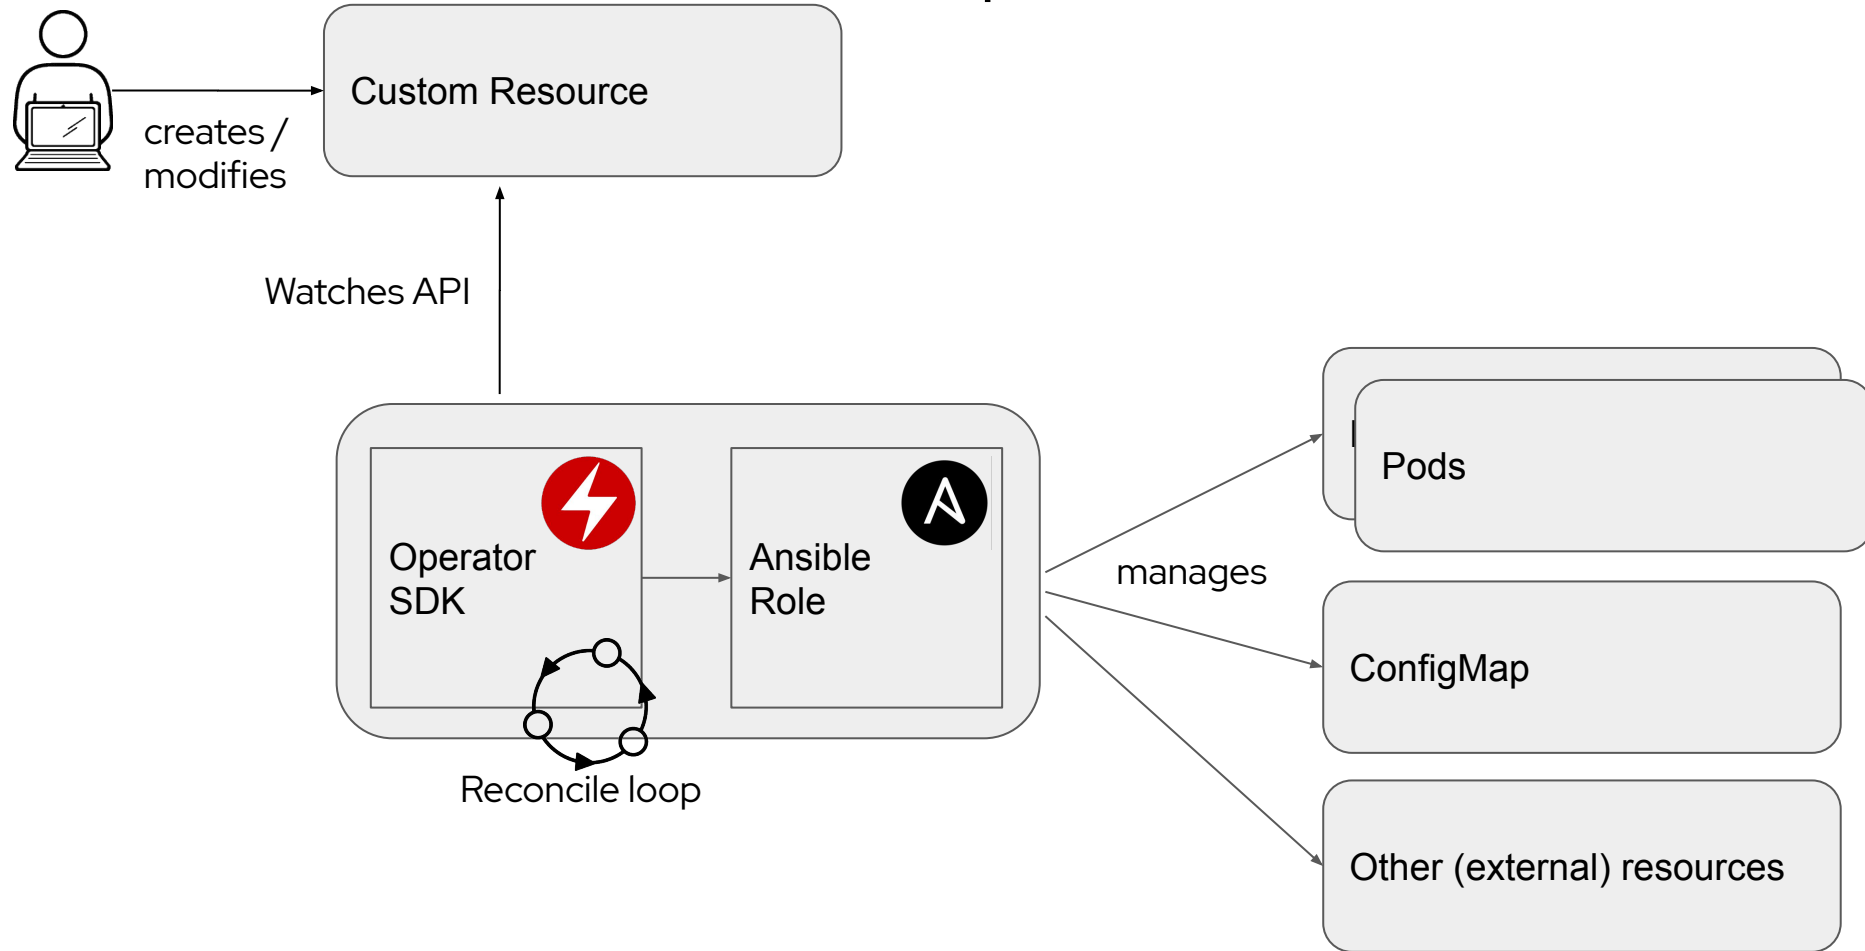 Custom Resource
creates /
modifies
Watches API
Operator
SDK
Ansible
Role
Reconcile loop
manages
Pods
ConfigMap
Other (external) resources